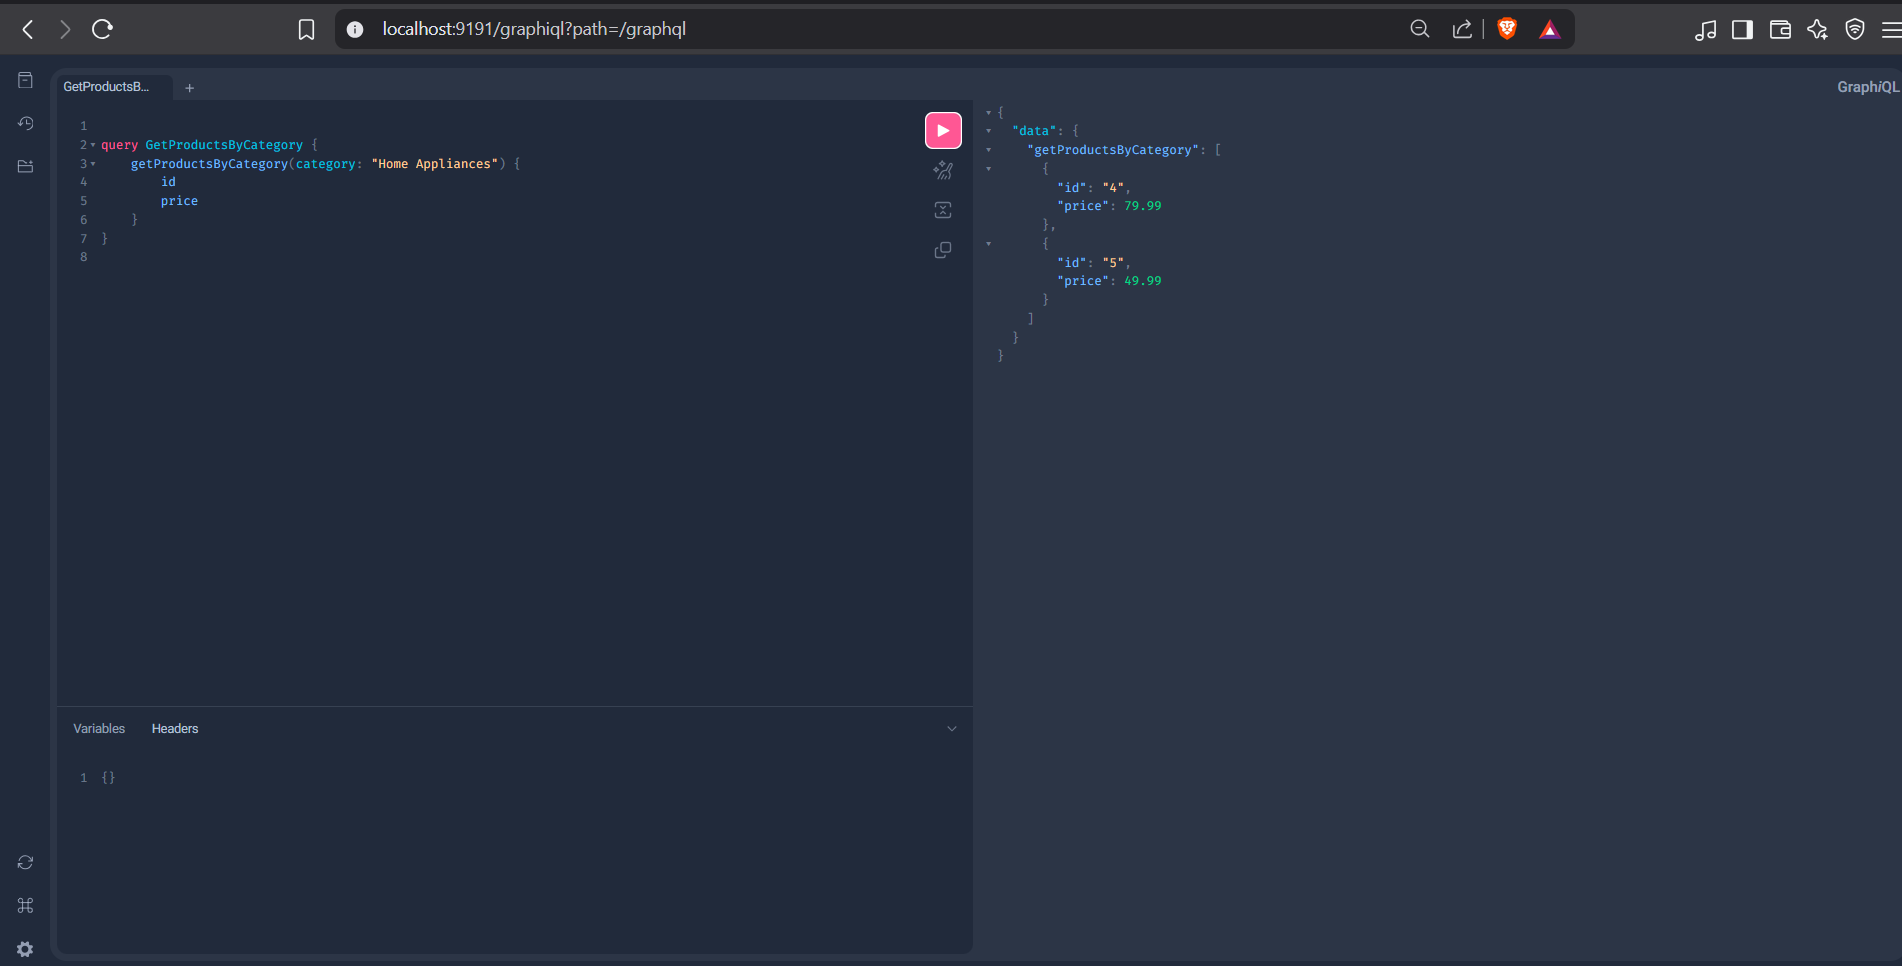 localhost:9191/graphiql?path=/graphql
GetProductsB...
+
GraphiQL
1
2 query GetProductsByCategory {
3 getProductsByCategory(category: "Home Appliances") {
4 id
5 price
6 }
7 }
8
{
"data": {
"getProductsByCategory": [
{
"id": "4",
"price": 79.99
},
{
"id": "5",
"price": 49.99
}
]
}
}
Variables Headers
1 {}